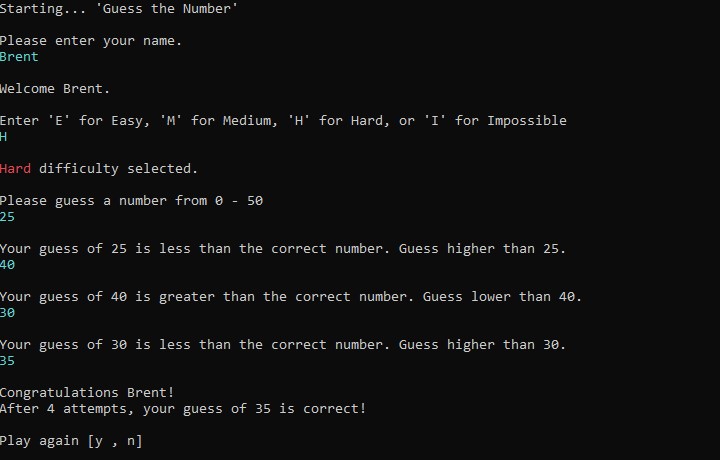 Starting... 'Guess the Number'
Please enter your name.
Brent
Welcome Brent.
Enter 'E' for Easy, 'M' for Medium, 'H' for Hard, or 'I' for Impossible
H
Hard difficulty selected.
Please guess a number from 0 - 50
25
Your guess of 25 is less than the correct number. Guess higher than 25.
40
Your guess of 40 is greater than the correct number. Guess lower than 40.
30
Your guess of 30 is less than the correct number. Guess higher than 30.
35
Congratulations Brent!
After 4 attempts, your guess of 35 is correct!
Play again [y , n]